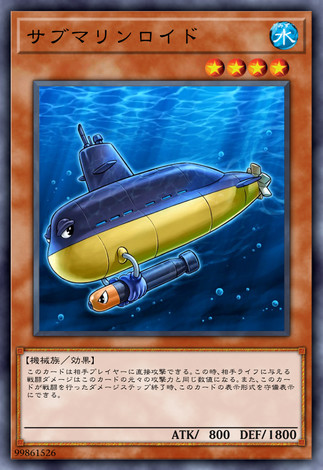 サブマリンロイド
水
【機械族／効果】
このカードは相手プレイヤーに直接攻撃できる。この時、相手ライフに与える
戦闘ダメージはこのカードの元々の攻撃力と同じ数値になる。また、このカード
が戦闘を行ったダメージステップ終了時、このカードの表示形式を守備表示
にできる。
ATK/ 800 DEF/1800
99861526